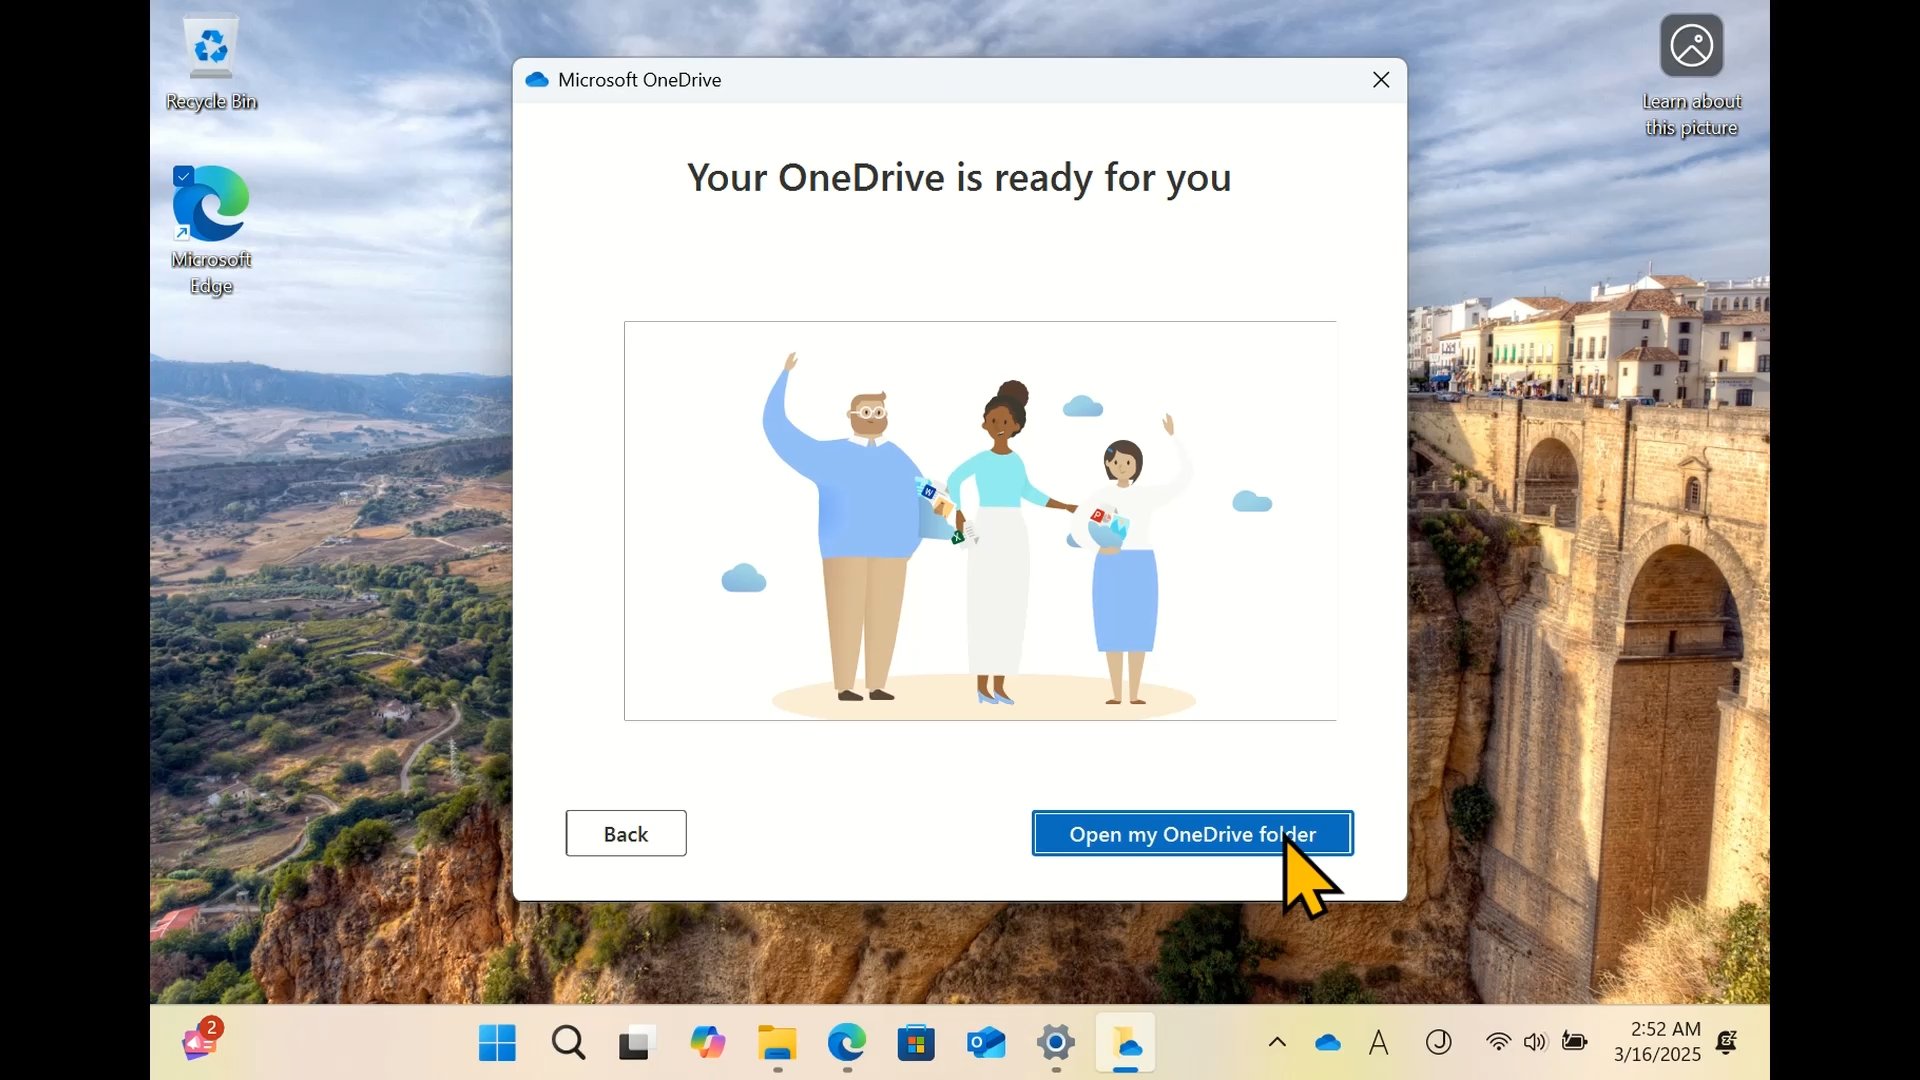 Recycle Bin
Microsoft
Edge
Learn about
this picture
Microsoft OneDrive
Your OneDrive is ready for you
W
X
P
Back
Open my OneDrive folder
2
A
J
2:52 AM
3/16/2025